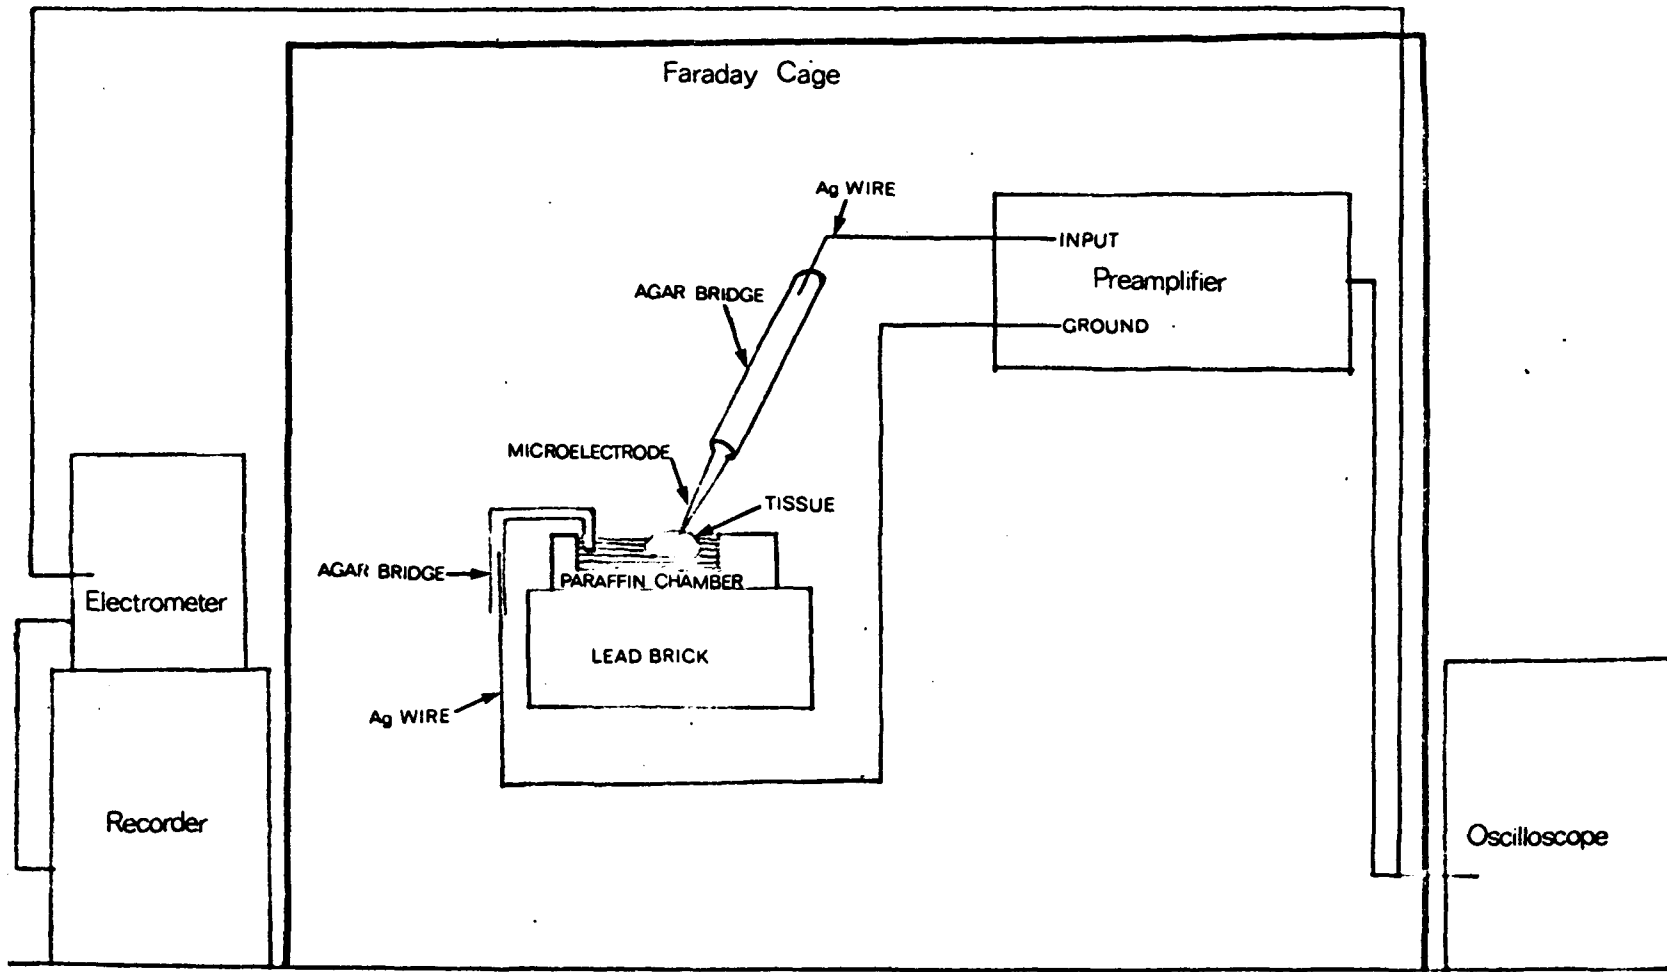 Faraday Cage
Ag WIRE
INPUT
Preamplifier
AGAR BRIDGE
GROUND
MICROELECTRODE
TISSUE
AGAR BRIDGE
PARAFFIN CHAMBER
Electrometer
LEAD BRICK
Ag WIRE
Recorder
Oscilloscope